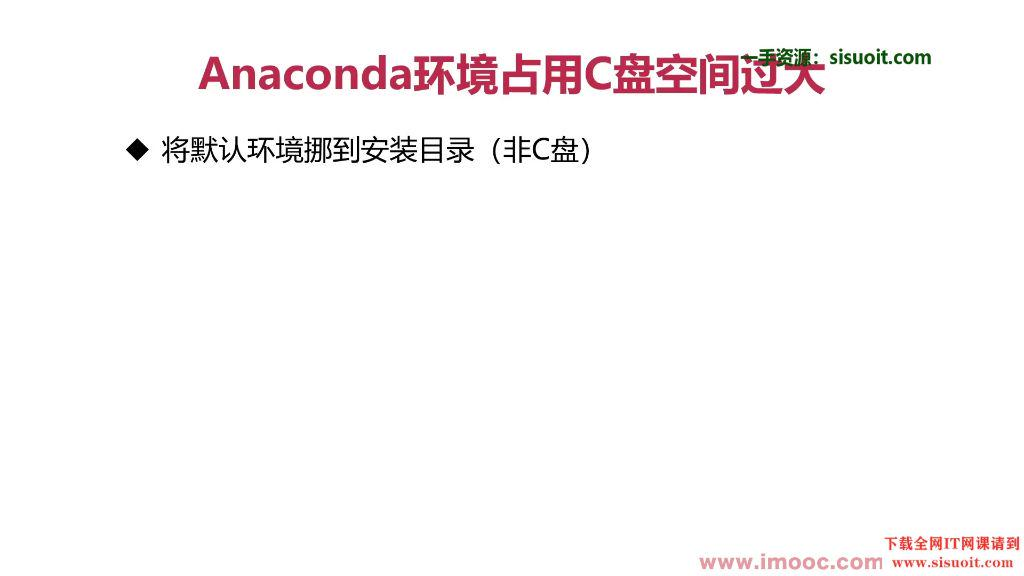 Anaconda环境占用C盘空间过大
一手资源：sisuoit.com
◆ 将默认环境挪到安装目录（非C盘）
下载全网IT网课请到
www.imooc.com
www.sisuoit.com